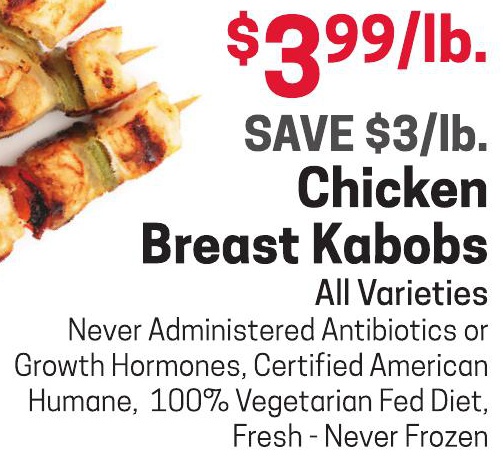 $3.99/lb.
SAVE $3/lb.
Chicken
Breast Kabobs
All Varieties
Never Administered Antibiotics or
Growth Hormones, Certified American
Humane, 100% Vegetarian Fed Diet,
Fresh - Never Frozen